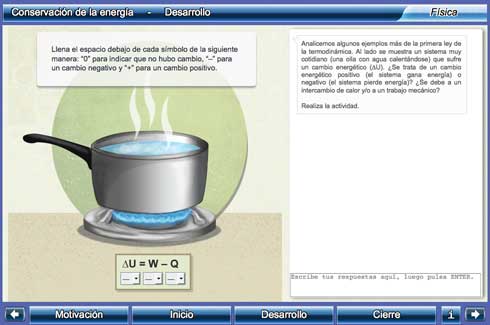 Conservación de la energía - Desarrollo
Física
Llena el espacio debajo de cada símbolo de la siguiente
manera: "0" para indicar que no hubo cambio, "–" para
un cambio negativo y "+" para un cambio positivo.
Analicemos algunos ejemplos más de la primera ley de
la termodinámica. Al lado se muestra un sistema muy
cotidiano (una olla con agua calentándose) que sufre
un cambio energético (ΔU). ¿Se trata de un cambio
energético positivo (el sistema gana energía) o
negativo (el sistema pierde energía)? ¿Se debe a un
intercambio de calor y/o a un trabajo mecánico?
Realiza la actividad.
ΔU = W – Q
--- --- ---
Escribe tus respuestas aquí, luego pulsa ENTER.
Motivación
Inicio
Desarrollo
Cierre
i